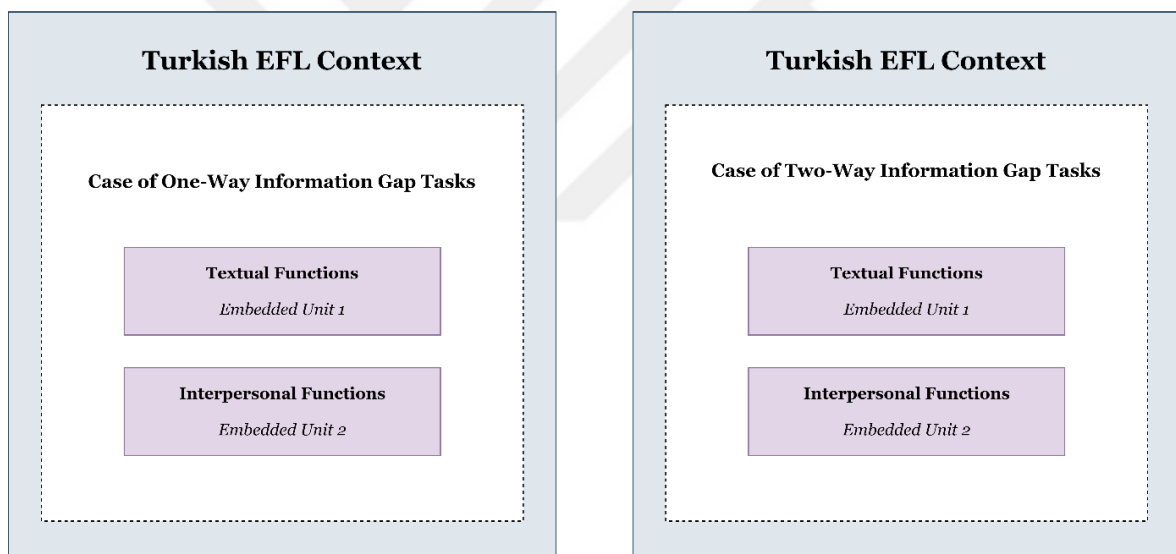 Turkish EFL Context
Case of One-Way Information Gap Tasks
Textual Functions
Embedded Unit 1
Interpersonal Functions
Embedded Unit 2
Turkish EFL Context
Case of Two-Way Information Gap Tasks
Textual Functions
Embedded Unit 1
Interpersonal Functions
Embedded Unit 2